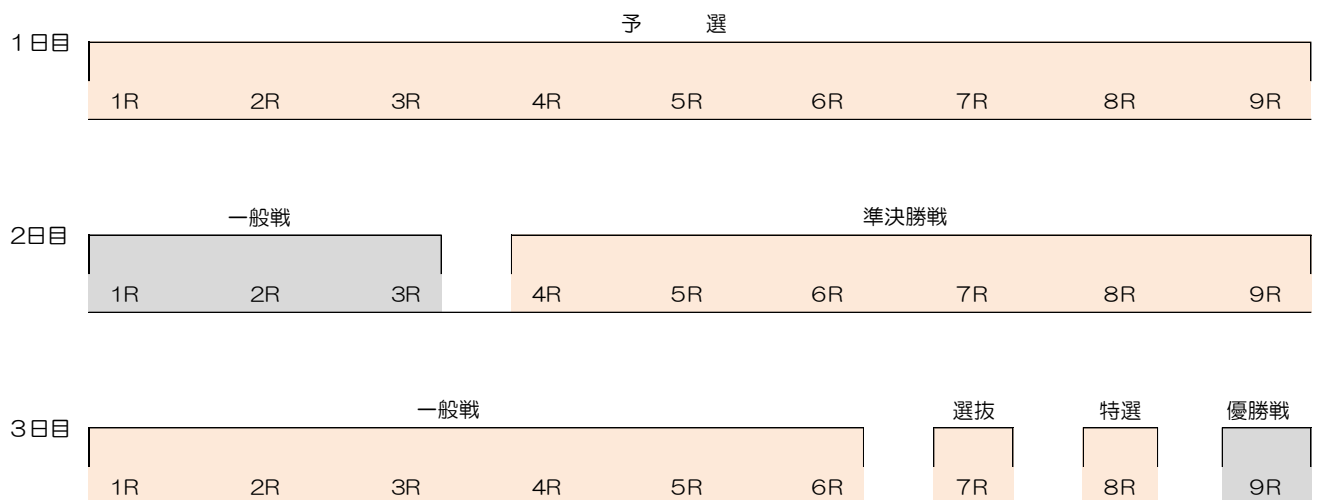 予　　選
１日目
１R ２R ３R ４R ５R ６R ７R ８R ９R
一般戦 準決勝戦
２日目
１R ２R ３R ４R ５R ６R ７R ８R ９R
一般戦 選抜 特選 優勝戦
３日目
１R ２R ３R ４R ５R ６R ７R ８R ９R